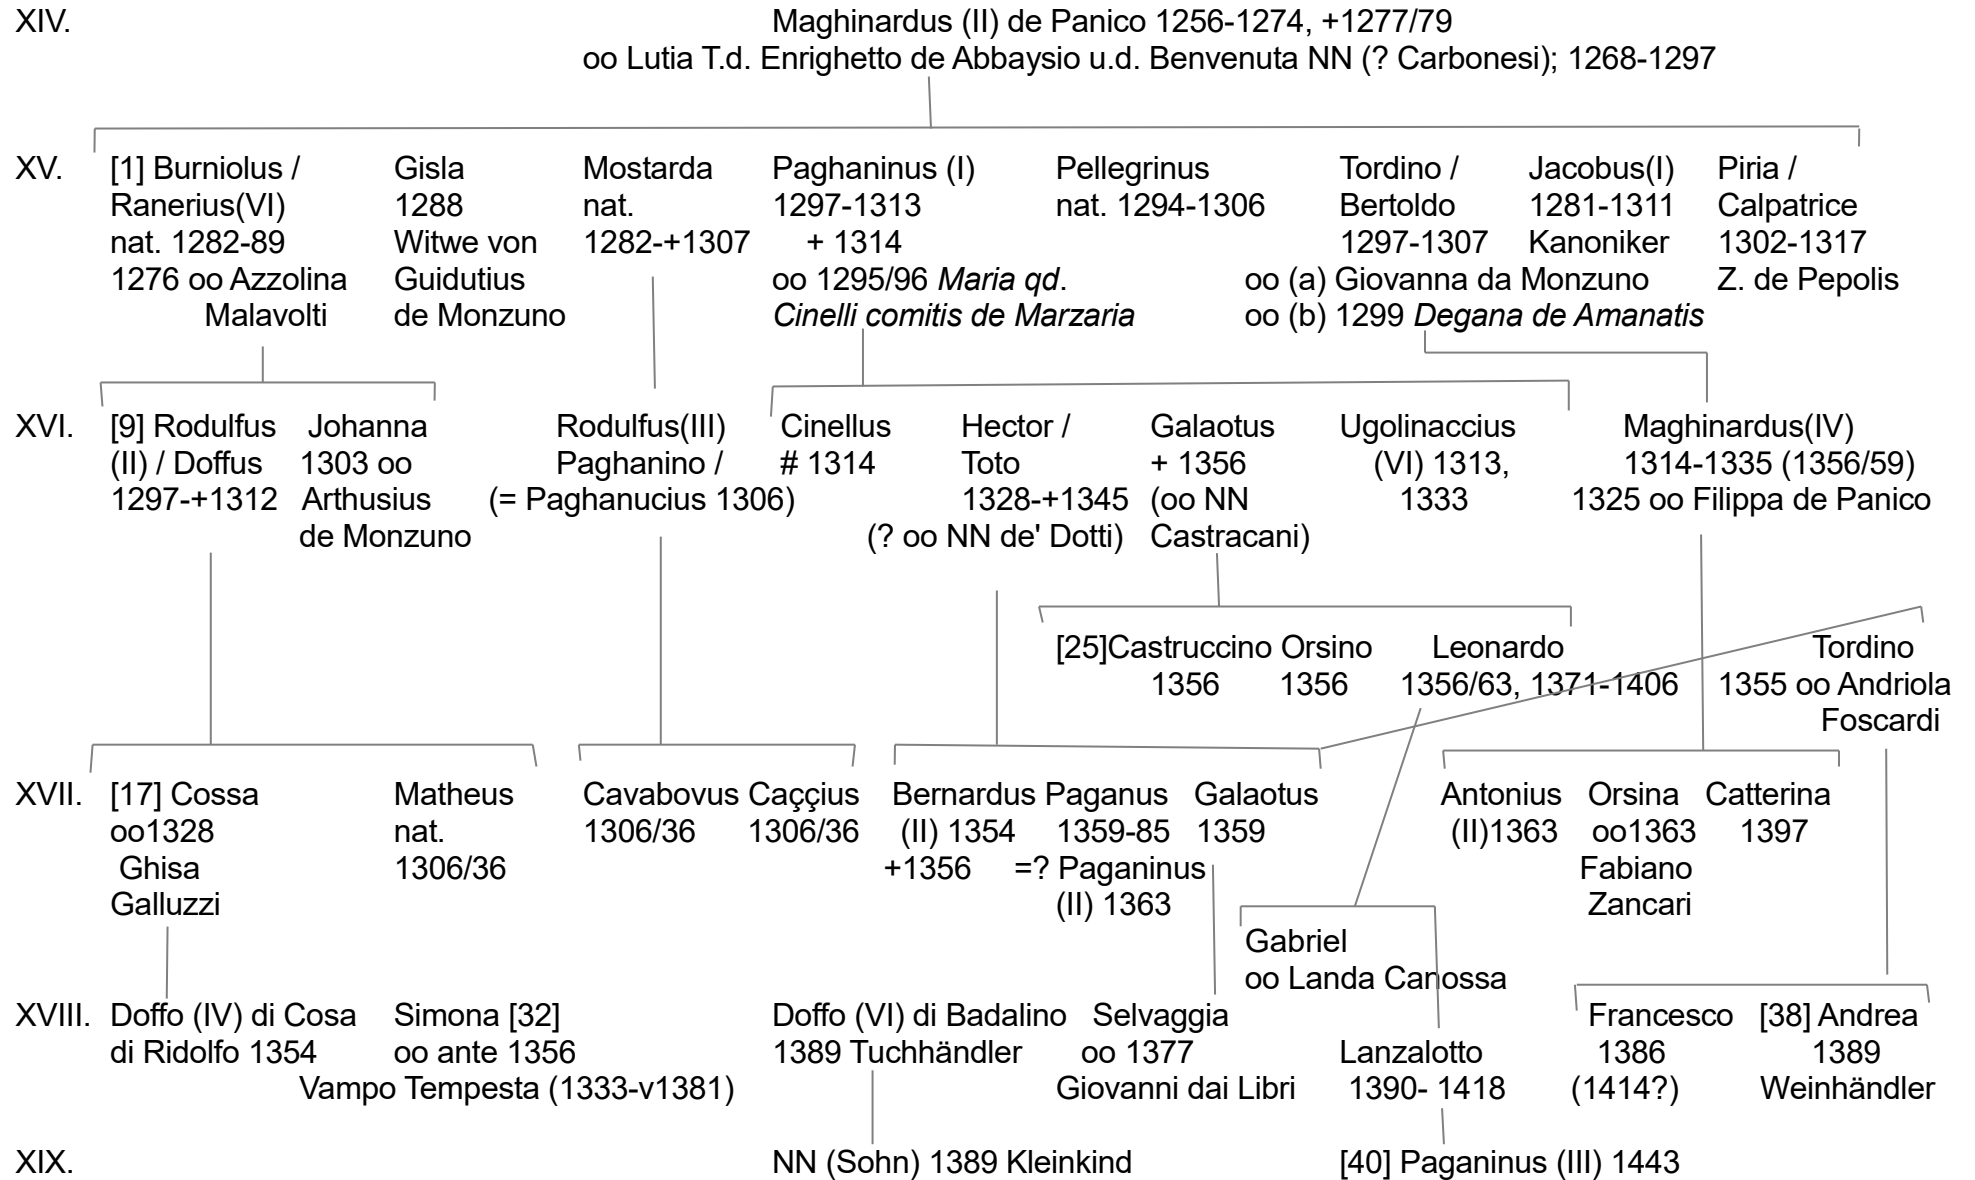 XIV. Maghinardus (II) de Panico 1256-1274, +1277/79
oo Lutia T.d. Enrighetto de Abbaysio u.d. Benvenuta NN (? Carbonesi); 1268-1297
XV. [1] Burniolus / Gisla Mostarda Paghaninus (I) Pellegrinus Tordino / Jacobus(I) Piria /
Ranerius(VI) 1288 nat. 1297-1313 nat. 1294-1306 Bertoldo 1281-1311 Calpatrice
nat. 1282-89 Witwe von 1282-+1307 + 1314 1297-1307 Kanoniker 1302-1317
1276 oo Azzolina Guidutius oo 1295/96 Maria qd. oo (a) Giovanna da Monzuno Z. de Pepolis
Malavolti de Monzuno Cinelli comitis de Marzaria oo (b) 1299 Degana de Amanatis
XVI. [9] Rodulfus Johanna Rodulfus(III) Cinellus Hector / Galaotus Ugolinaccius Maghinardus(IV)
(II) / Doffus 1303 oo Paghanino / # 1314 Toto + 1356 (VI) 1313, 1314-1335 (1356/59)
1297-+1312 Arthusius (= Paghanucius 1306) 1328-+1345 (oo NN 1333 1325 oo Filippa de Panico
de Monzuno (? oo NN de' Dotti) Castracani)
[25]Castruccino Orsino Leonardo Tordino
1356 1356 1356/63, 1371-1406 1355 oo Andriola
Foscardi
XVII. [17] Cossa Matheus Cavabovus Caççius Bernardus Paganus Galaotus Antonius Orsina Catterina
oo1328 nat. 1306/36 1306/36 (II) 1354 1359-85 1359 (II)1363 oo1363 1397
Ghisa 1306/36 +1356 =? Paganinus Fabiano
Galluzzi (II) 1363 Zancari
Gabriel
oo Landa Canossa
XVIII. Doffo (IV) di Cosa Simona [32] Doffo (VI) di Badalino Selvaggia Francesco [38] Andrea
di Ridolfo 1354 oo ante 1356 1389 Tuchhändler oo 1377 Lanzalotto 1386 1389
Vampo Tempesta (1333-v1381) Giovanni dai Libri 1390- 1418 (1414?) Weinhändler
XIX. NN (Sohn) 1389 Kleinkind [40] Paganinus (III) 1443